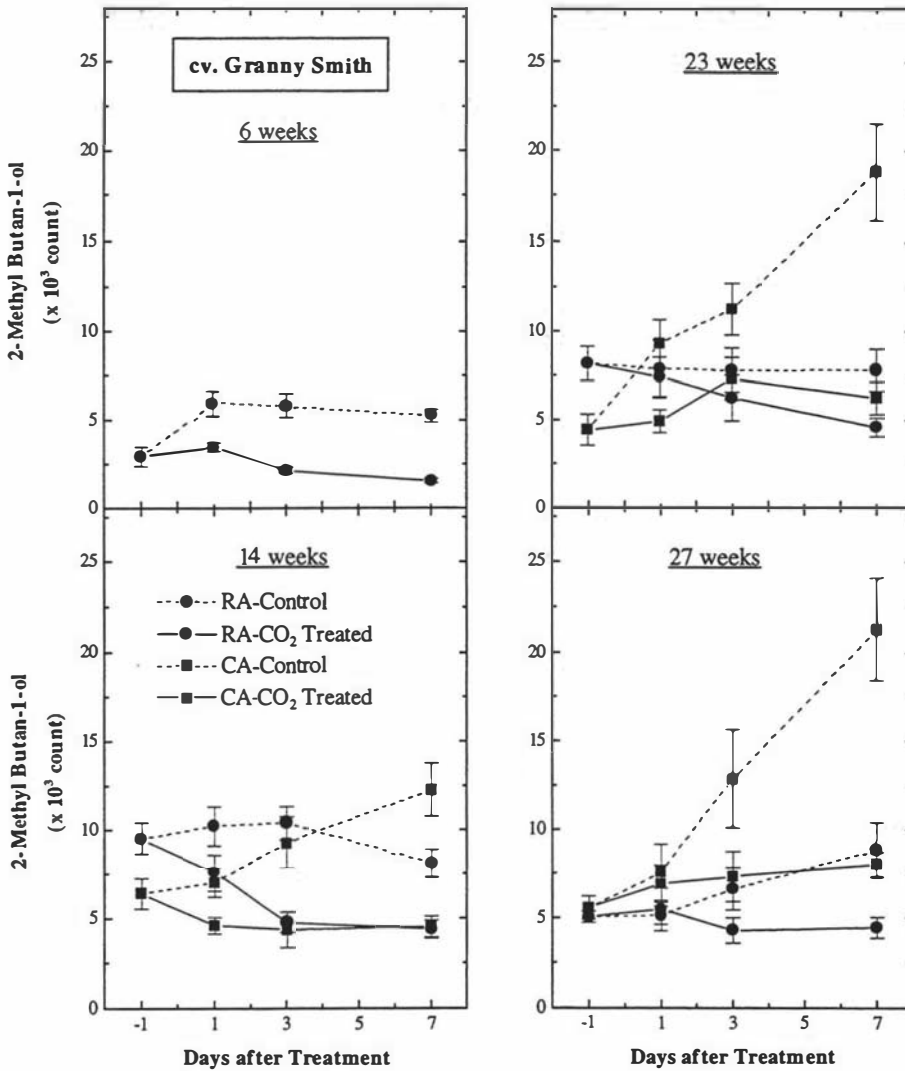 cv. Granny Smith
6 weeks
2-Methyl Butan-1-ol
(x 10³ count)
25
20
15
10
5
0
23 weeks
25
20
15
10
5
0
14 weeks
RA-Control
RA-CO₂ Treated
CA-Control
CA-CO₂ Treated
2-Methyl Butan-1-ol
(x 10³ count)
25
20
15
10
5
0
-1 1 3 5 7
Days after Treatment
27 weeks
25
20
15
10
5
0
-1 1 3 5 7
Days after Treatment